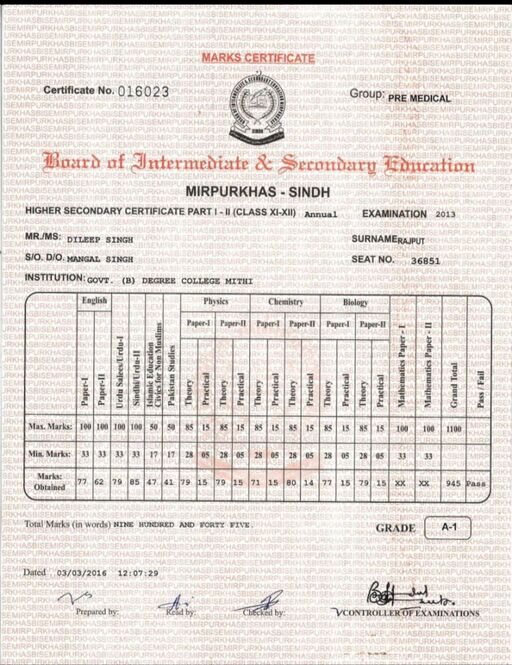 MARKS CERTIFICATE
Certificate No. 016023
Group: PRE MEDICAL
Board of Intermediate & Secondary Education
MIRPURKHAS - SINDH
HIGHER SECONDARY CERTIFICATE PART I - II (CLASS XI-XII) Annual EXAMINATION 2013
MR./MS: DILEEP SINGH SURNAME RAJPUT
S/O. D/O. MANGAL SINGH SEAT NO. 36851
INSTITUTION: GOVT. (B) DEGREE COLLEGE MITHI
English Physics Chemistry Biology
Paper-I Paper-II Paper-I Paper-II Paper-I Paper-II
Paper-I Paper-II Urdu Salees/Urdu-I Sindhi/Urdu-II Islamic Education Civics for Non Muslims Pakistan Studies Theory Practical Theory Practical Theory Practical Theory Practical Theory Practical Theory Practical Mathematics Paper - I Mathematics Paper - II Grand Total Pass / Fail
Max. Marks: 100 100 100 100 50 50 85 15 85 15 85 15 85 15 85 15 85 15 100 100 1100
Min. Marks: 33 33 33 33 17 17 28 05 28 05 28 05 28 05 28 05 28 05 33 33
Marks: Obtained 77 62 79 85 47 41 79 15 79 15 71 15 80 14 77 15 79 15 XX XX 945 Pass
Total Marks (in words) NINE HUNDRED AND FORTY FIVE.
GRADE A-1
Dated 03/03/2016 12:07:29
Prepared by: Read by: Checked by: CONTROLLER OF EXAMINATIONS